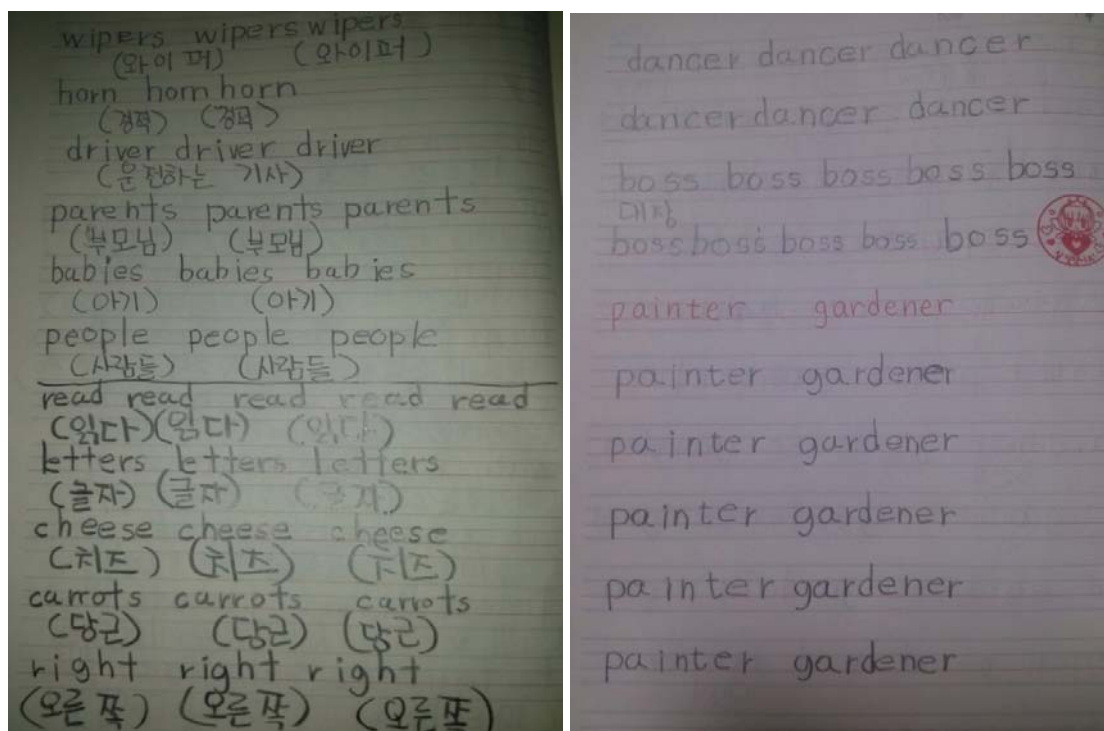 wipers wipers wipers
(와이퍼) (와이퍼)
horn horn horn
(경적) (경적)
driver driver driver
(운전하는 기사)
parents parents parents
(부모님) (부모님)
babies babies babies
(아기) (아기)
people people people
(사람들) (사람들)
read read read read read
(읽다)(읽다) (읽다)
letters letters letters
(글자) (글자) (글자)
cheese cheese cheese
(치즈) (치즈) (치즈)
carrots carrots carrots
(당근) (당근) (당근)
right right right
(오른쪽) (오른쪽) (오른쪽)
dancer dancer dancer
dancer dancer dancer
boss boss boss boss boss
대장
boss boss boss boss boss
painter gardener
painter gardener
painter gardener
painter gardener
painter gardener
painter gardener